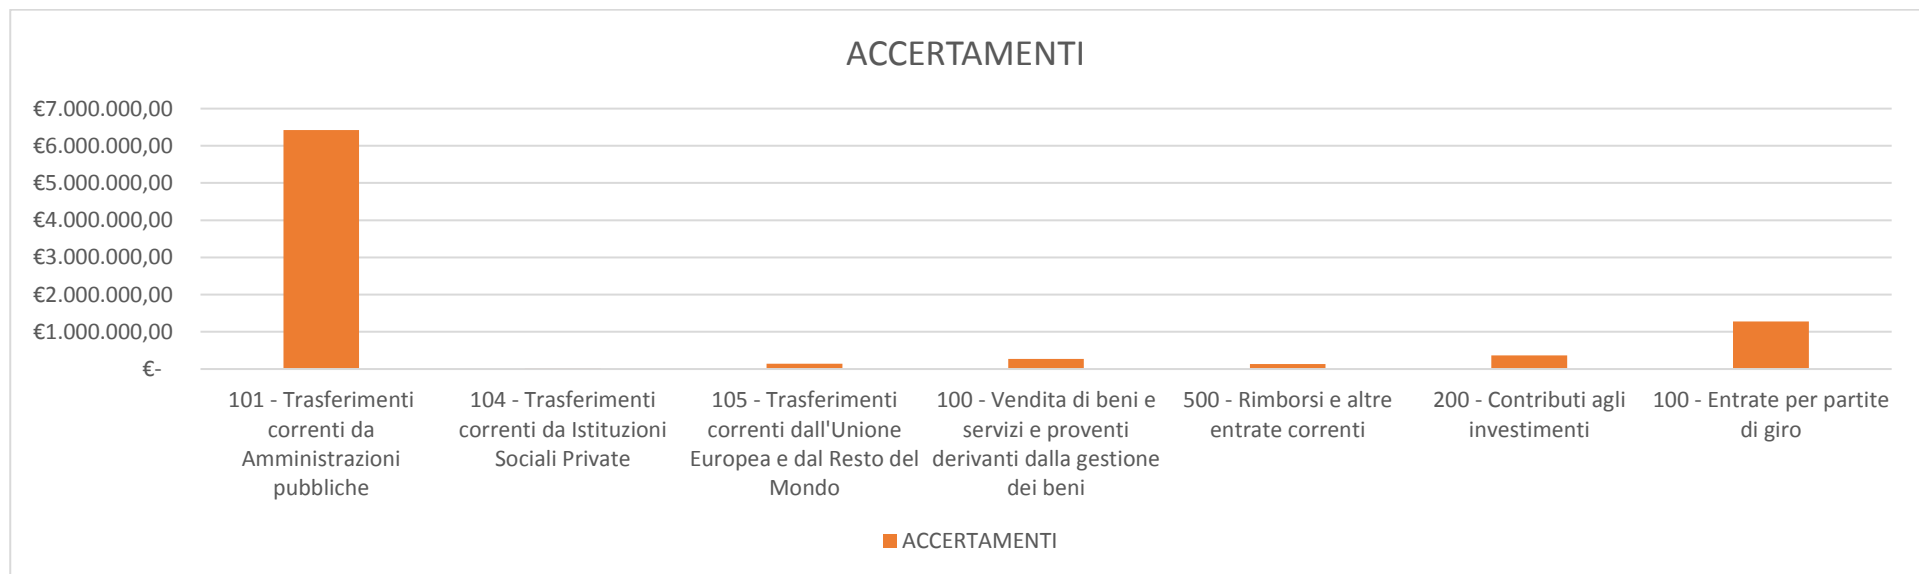 ACCERTAMENTI
€7.000.000,00
€6.000.000,00
€5.000.000,00
€4.000.000,00
€3.000.000,00
€2.000.000,00
€1.000.000,00
€-
101 - Trasferimenti
correnti da
Amministrazioni
pubbliche
104 - Trasferimenti
correnti da Istituzioni
Sociali Private
105 - Trasferimenti
correnti dall'Unione
Europea e dal Resto del
Mondo
100 - Vendita di beni e
servizi e proventi
derivanti dalla gestione
dei beni
500 - Rimborsi e altre
entrate correnti
200 - Contributi agli
investimenti
100 - Entrate per partite
di giro
ACCERTAMENTI